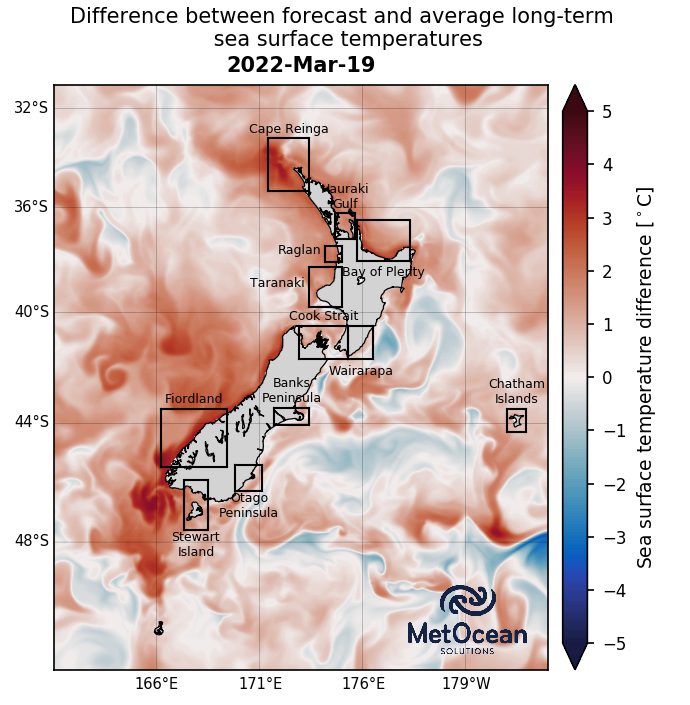 Difference between forecast and average long-term
sea surface temperatures
2022-Mar-19
32°S
36°S
40°S
44°S
48°S
166°E
171°E
176°E
179°W
Cape Reinga
Hauraki
Gulf
Raglan
Bay of Plenty
Taranaki
Cook Strait
Wairarapa
Banks
Peninsula
Fiordland
Chatham
Islands
Otago
Peninsula
Stewart
Island
MetOcean
SOLUTIONS
5
4
3
2
1
0
−1
−2
−3
−4
−5
Sea surface temperature difference [°C]